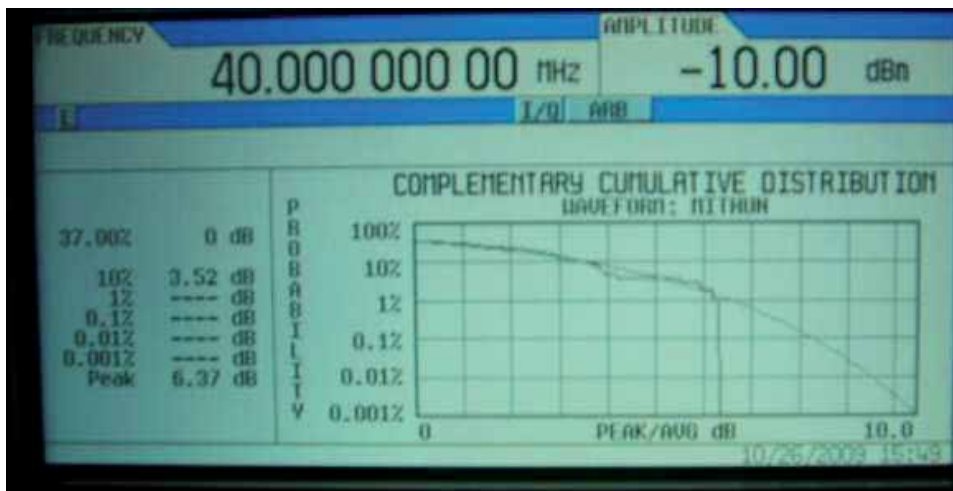 FREQUENCY
AMPLITUDE
40.000 000 00 MHz
-10.00 dBm
E
I/Q
ARB
COMPLEMENTARY CUMULATIVE DISTRIBUTION
WAVEFORM: MITHUN
37.00% 0 dB
10% 3.52 dB
1% ---- dB
0.1% ---- dB
0.01% ---- dB
0.001% ---- dB
Peak 6.37 dB
PROBABILITY
100%
10%
1%
0.1%
0.01%
0.001%
0
PEAK/AVG dB
10.0
10/26/2009 15:49